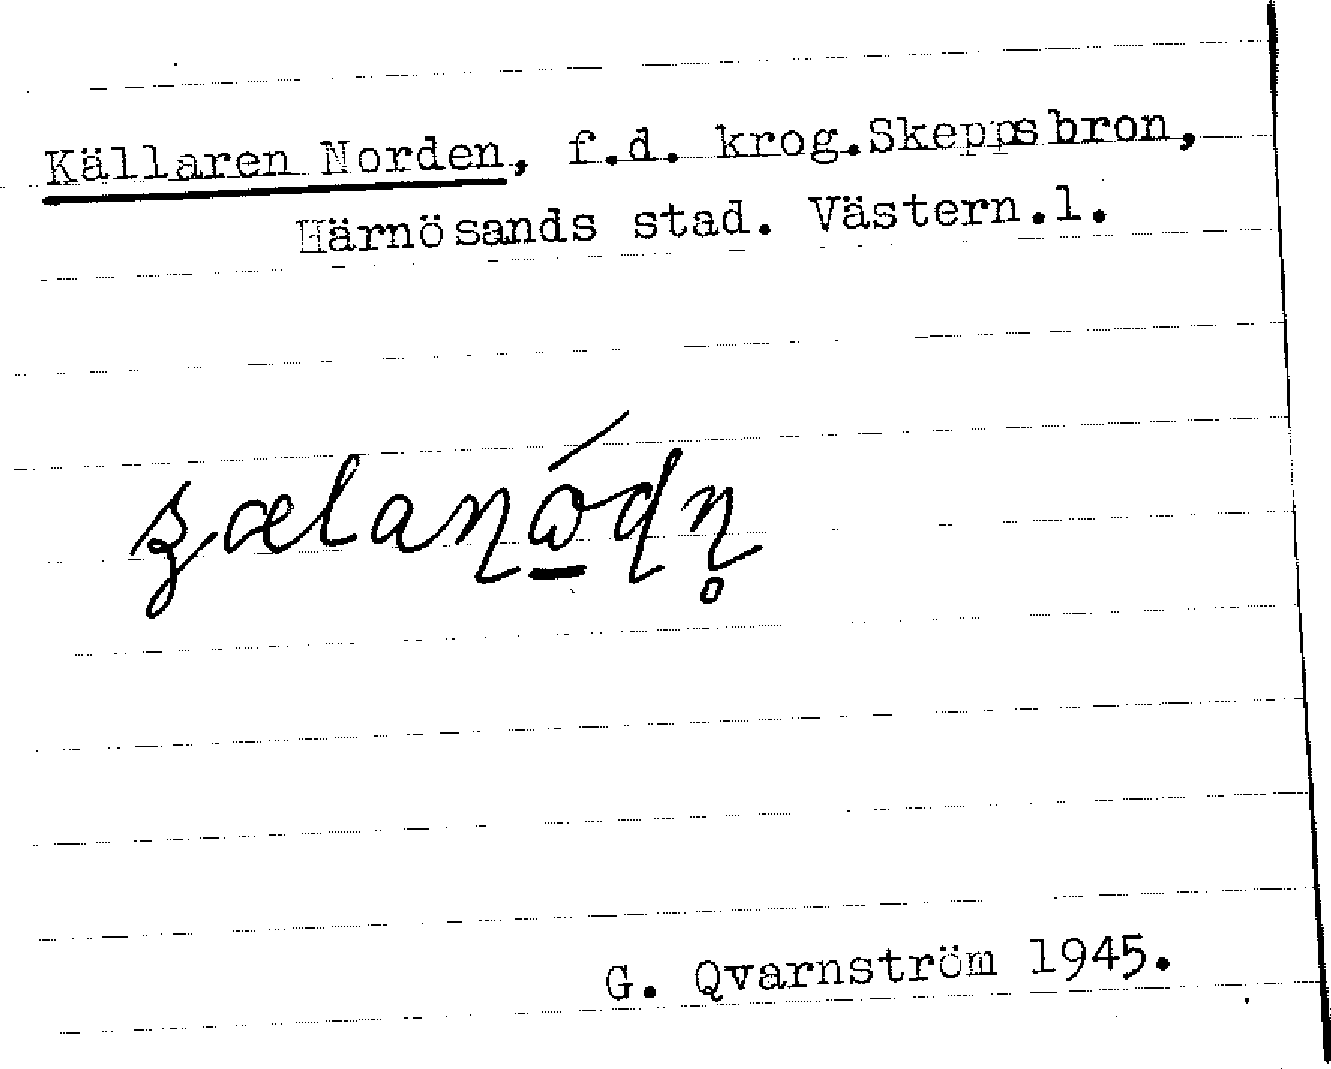 Källaren Norden, f.d. krog. Skeppsbron,
Härnösands stad. Västern.l.
G. Qvarnström 1945.